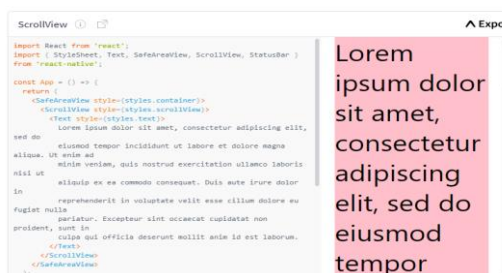 ScrollView
Expo
import React from 'react';
import { StyleSheet, Text, SafeAreaView, ScrollView, StatusBar }
from 'react-native';
const App = () => {
return (
<SafeAreaView style={styles.container}>
<ScrollView style={styles.scrollView}>
<Text style={styles.text}>
Lorem ipsum dolor sit amet, consectetur adipiscing elit,
sed do
eiusmod tempor incididunt ut labore et dolore magna
aliqua. Ut enim ad
minim veniam, quis nostrud exercitation ullamco laboris
nisi ut
aliquip ex ea commodo consequat. Duis aute irure dolor
in
reprehenderit in voluptate velit esse cillum dolore eu
fugiat nulla
pariatur. Excepteur sint occaecat cupidatat non
proident, sunt in
culpa qui officia deserunt mollit anim id est laborum.
</Text>
</ScrollView>
</SafeAreaView>
Lorem
ipsum dolor
sit amet,
consectetur
adipiscing
elit, sed do
eiusmod
tempor